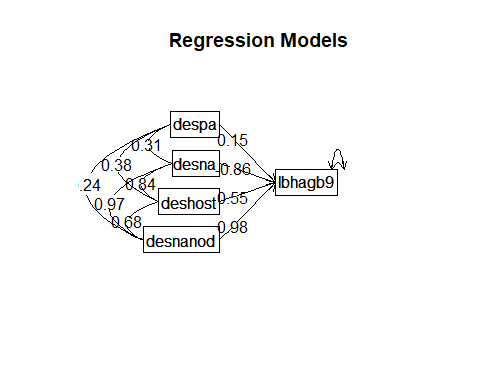 Regression Models
despa
0.31
0.15
0.38
desna
-0.86
0.84
lbhagb9
.24
0.97
deshost
0.55
0.68
0.98
desnanod